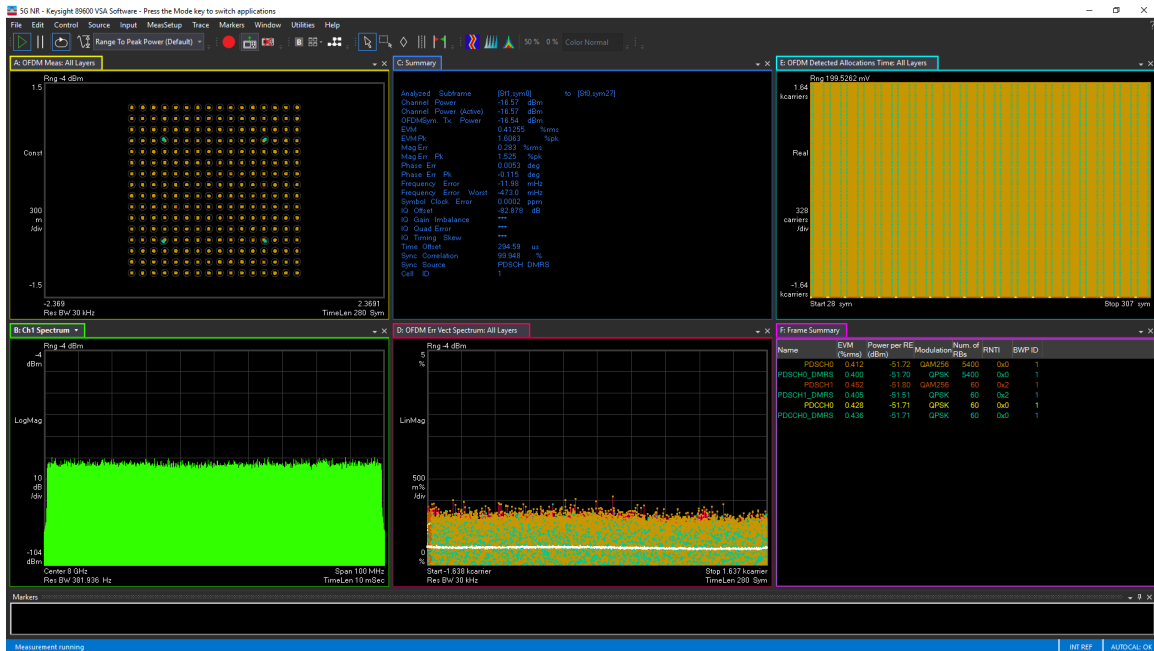 5G NR - Keysight 89600 VSA Software - Press the Mode key to switch applications
File Edit Control Source Input MeasSetup Trace Markers Window Utilities Help
Range To Peak Power (Default) 50 % 0 % Color Normal
A: OFDM Meas: All Layers
Rng -4 dBm
1.5
Const
300
m
/div
-1.5
-2.369 2.3691
Res BW 30 kHz TimeLen 280 Sym
C: Summary
Analyzed Subframe [Sf1,sym0] to [Sf0,sym27]
Channel Power -16.57 dBm
Channel Power (Active) -16.57 dBm
OFDMSym. Tx. Power -16.54 dBm
EVM 0.41255 %rms
EVM Pk 1.6063 %pk
Mag Err 0.283 %rms
Mag Err Pk 1.525 %pk
Phase Err 0.0053 deg
Phase Err Pk -0.115 deg
Frequency Error -11.98 mHz
Frequency Error Worst -473.0 mHz
Symbol Clock Error 0.0002 ppm
IQ Offset -82.878 dB
IQ Gain Imbalance ***
IQ Quad Error ***
IQ Timing Skew ***
Time Offset 294.59 us
Sync Correlation 99.948 %
Sync Source PDSCH DMRS
Cell ID 1
E: OFDM Detected Allocations Time: All Layers
Rng 199.5262 mV
1.64
kcarriers
Real
328
carriers
/div
-1.64
kcarriers
Start 28 sym Stop 307 sym
B: Ch1 Spectrum
Rng -4 dBm
-4
dBm
LogMag
10
dB
/div
-104
dBm
Center 8 GHz Span 100 MHz
Res BW 381.936 Hz TimeLen 10 mSec
D: OFDM Err Vect Spectrum: All Layers
Rng -4 dBm
5
%
LinMag
500
m%
/div
0
%
Start -1.638 kcarrier Stop 1.637 kcarrier
Res BW 30 kHz TimeLen 280 Sym
F: Frame Summary
Name EVM (%rms) Power per RE (dBm) Modulation Num. of RBs RNTI BWP ID
PDSCH0 0.412 -51.72 QAM256 5400 0x0 1
PDSCH0_DMRS 0.400 -51.70 QPSK 5400 0x0 1
PDSCH1 0.452 -51.80 QAM256 60 0x2 1
PDSCH1_DMRS 0.405 -51.51 QPSK 60 0x2 1
PDCCH0 0.428 -51.71 QPSK 60 0x0 1
PDCCH0_DMRS 0.436 -51.71 QPSK 60 0x0 1
Markers
Measurement running INT REF AUTOCAL: OK